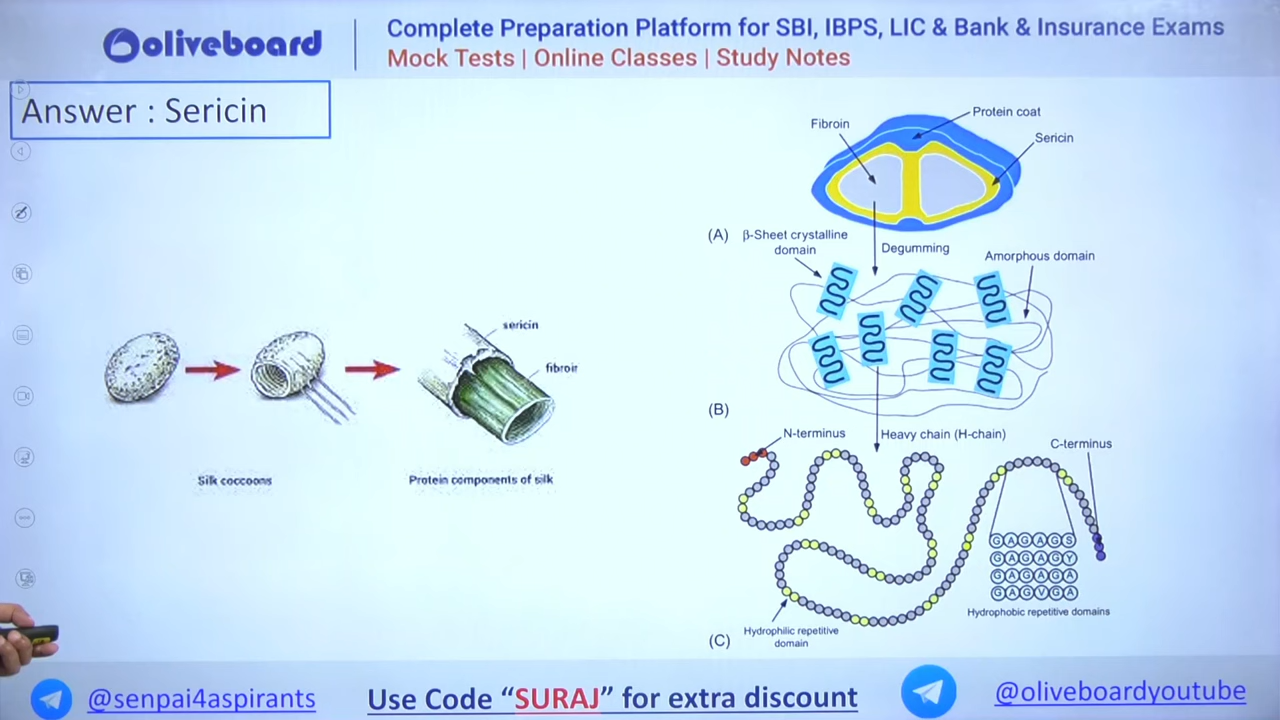 oliveboard
Complete Preparation Platform for SBI, IBPS, LIC & Bank & Insurance Exams
Mock Tests | Online Classes | Study Notes
Answer : Sericin
Protein coat
Fibroin
Sericin
(A)
β-Sheet crystalline
domain
Degumming
Amorphous domain
sericin
fibroin
Silk coccoons
Protein components of silk
(B)
N-terminus
Heavy chain (H-chain)
C-terminus
GAGAGS
GAGAGY
GAGAGA
GAGVGA
Hydrophobic repetitive domains
Hydrophilic repetitive
domain
(C)
@senpai4aspirants
Use Code “SURAJ” for extra discount
@oliveboardyoutube